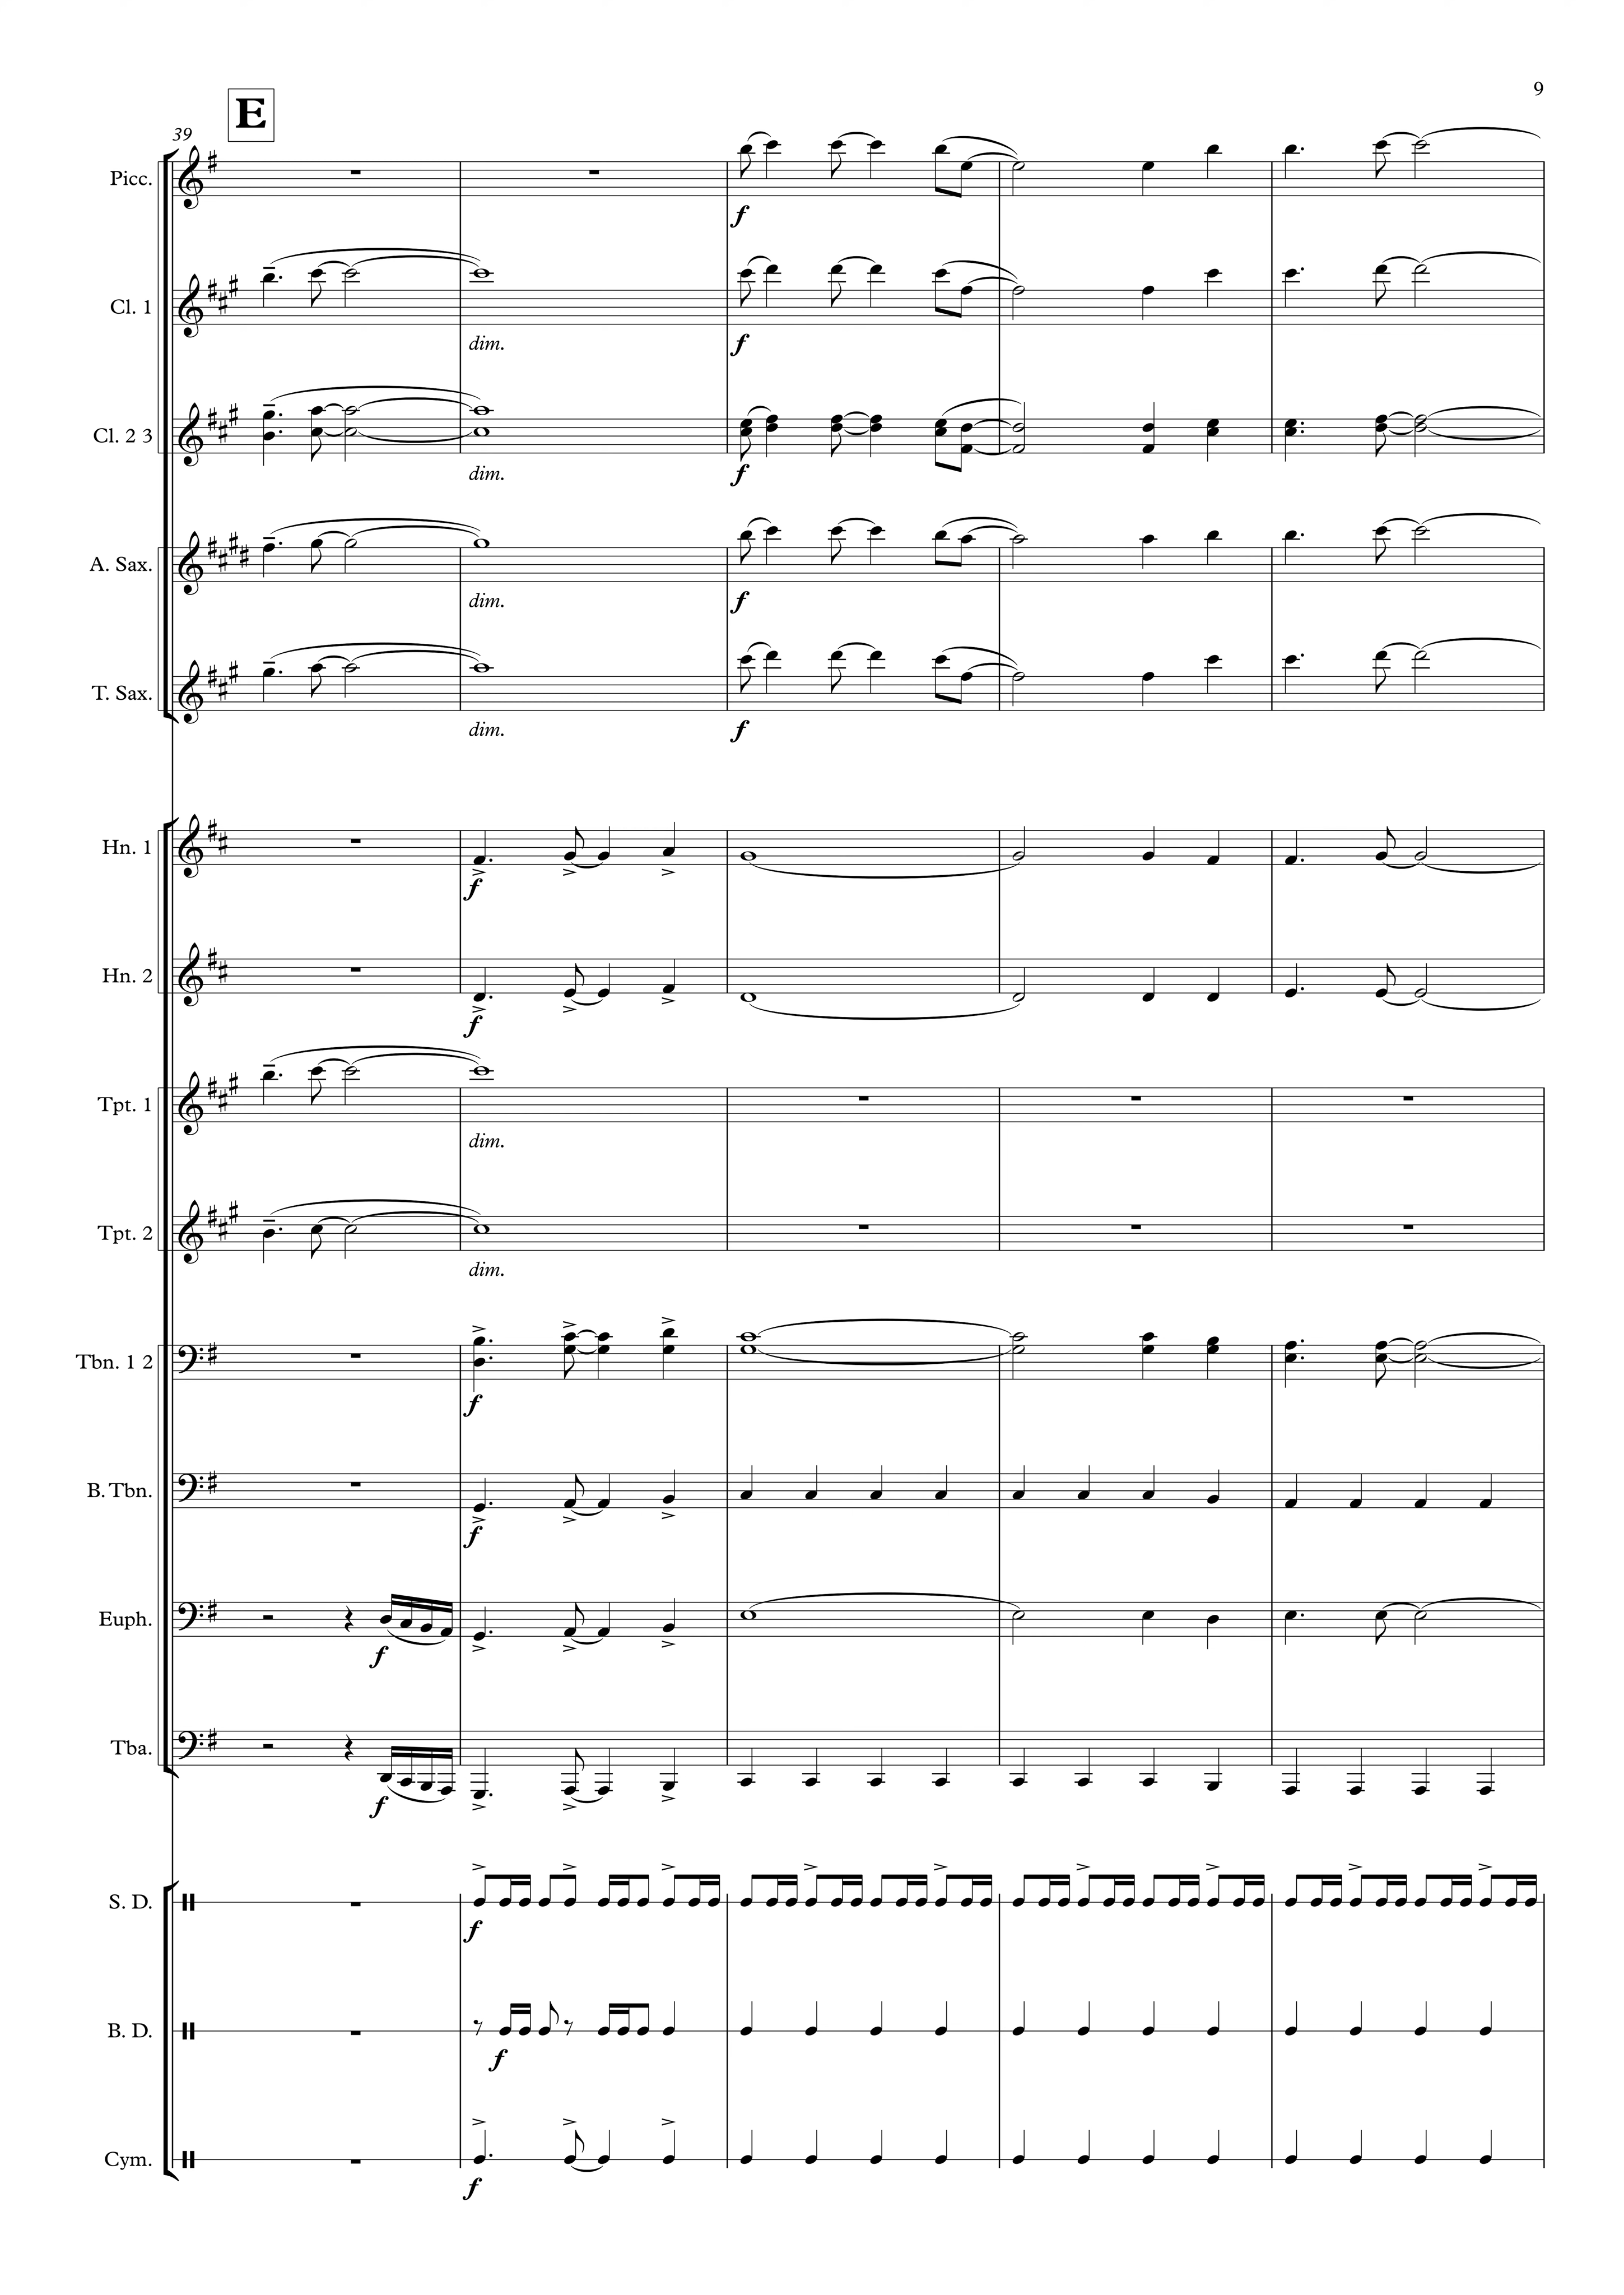 9
E
39
Picc.
f
Cl. 1
dim.
f
Cl. 2 3
dim.
f
A. Sax.
dim.
f
T. Sax.
dim.
f
Hn. 1
f
Hn. 2
f
Tpt. 1
dim.
Tpt. 2
dim.
Tbn. 1 2
f
B. Tbn.
f
Euph.
f
Tba.
f
S. D.
f
B. D.
f
Cym.
f